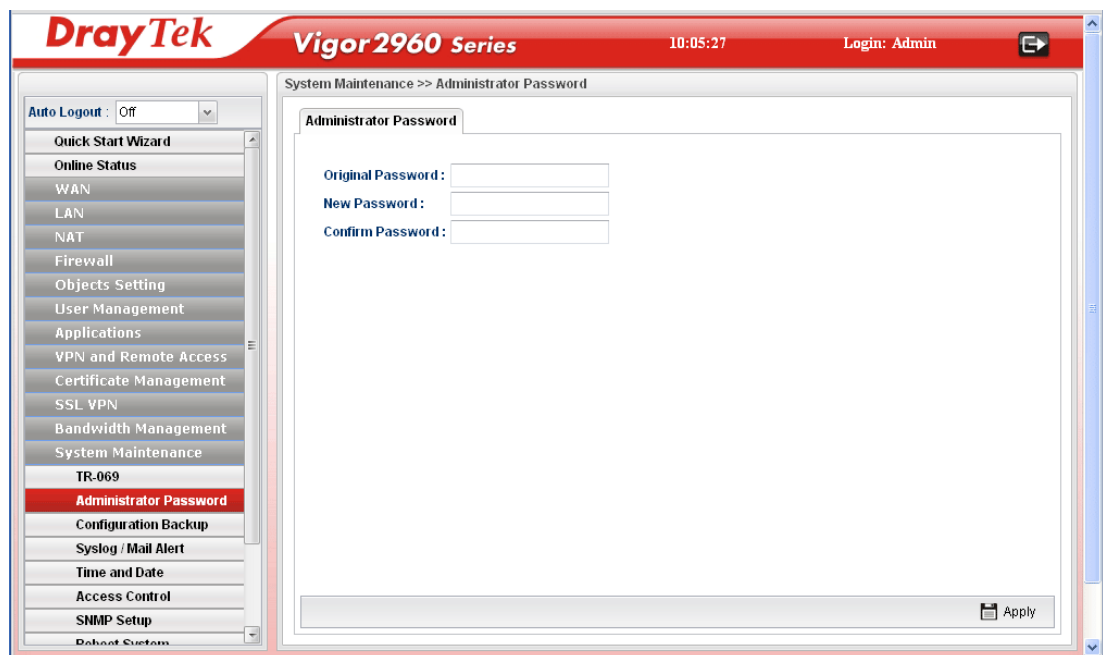 DrayTek
Vigor2960 Series
10:05:27
Login: Admin
System Maintenance >> Administrator Password
Auto Logout : Off
Quick Start Wizard
Online Status
WAN
LAN
NAT
Firewall
Objects Setting
User Management
Applications
VPN and Remote Access
Certificate Management
SSL VPN
Bandwidth Management
System Maintenance
TR-069
Administrator Password
Configuration Backup
Syslog / Mail Alert
Time and Date
Access Control
SNMP Setup
Reboot System
Administrator Password
Original Password :
New Password :
Confirm Password :
Apply